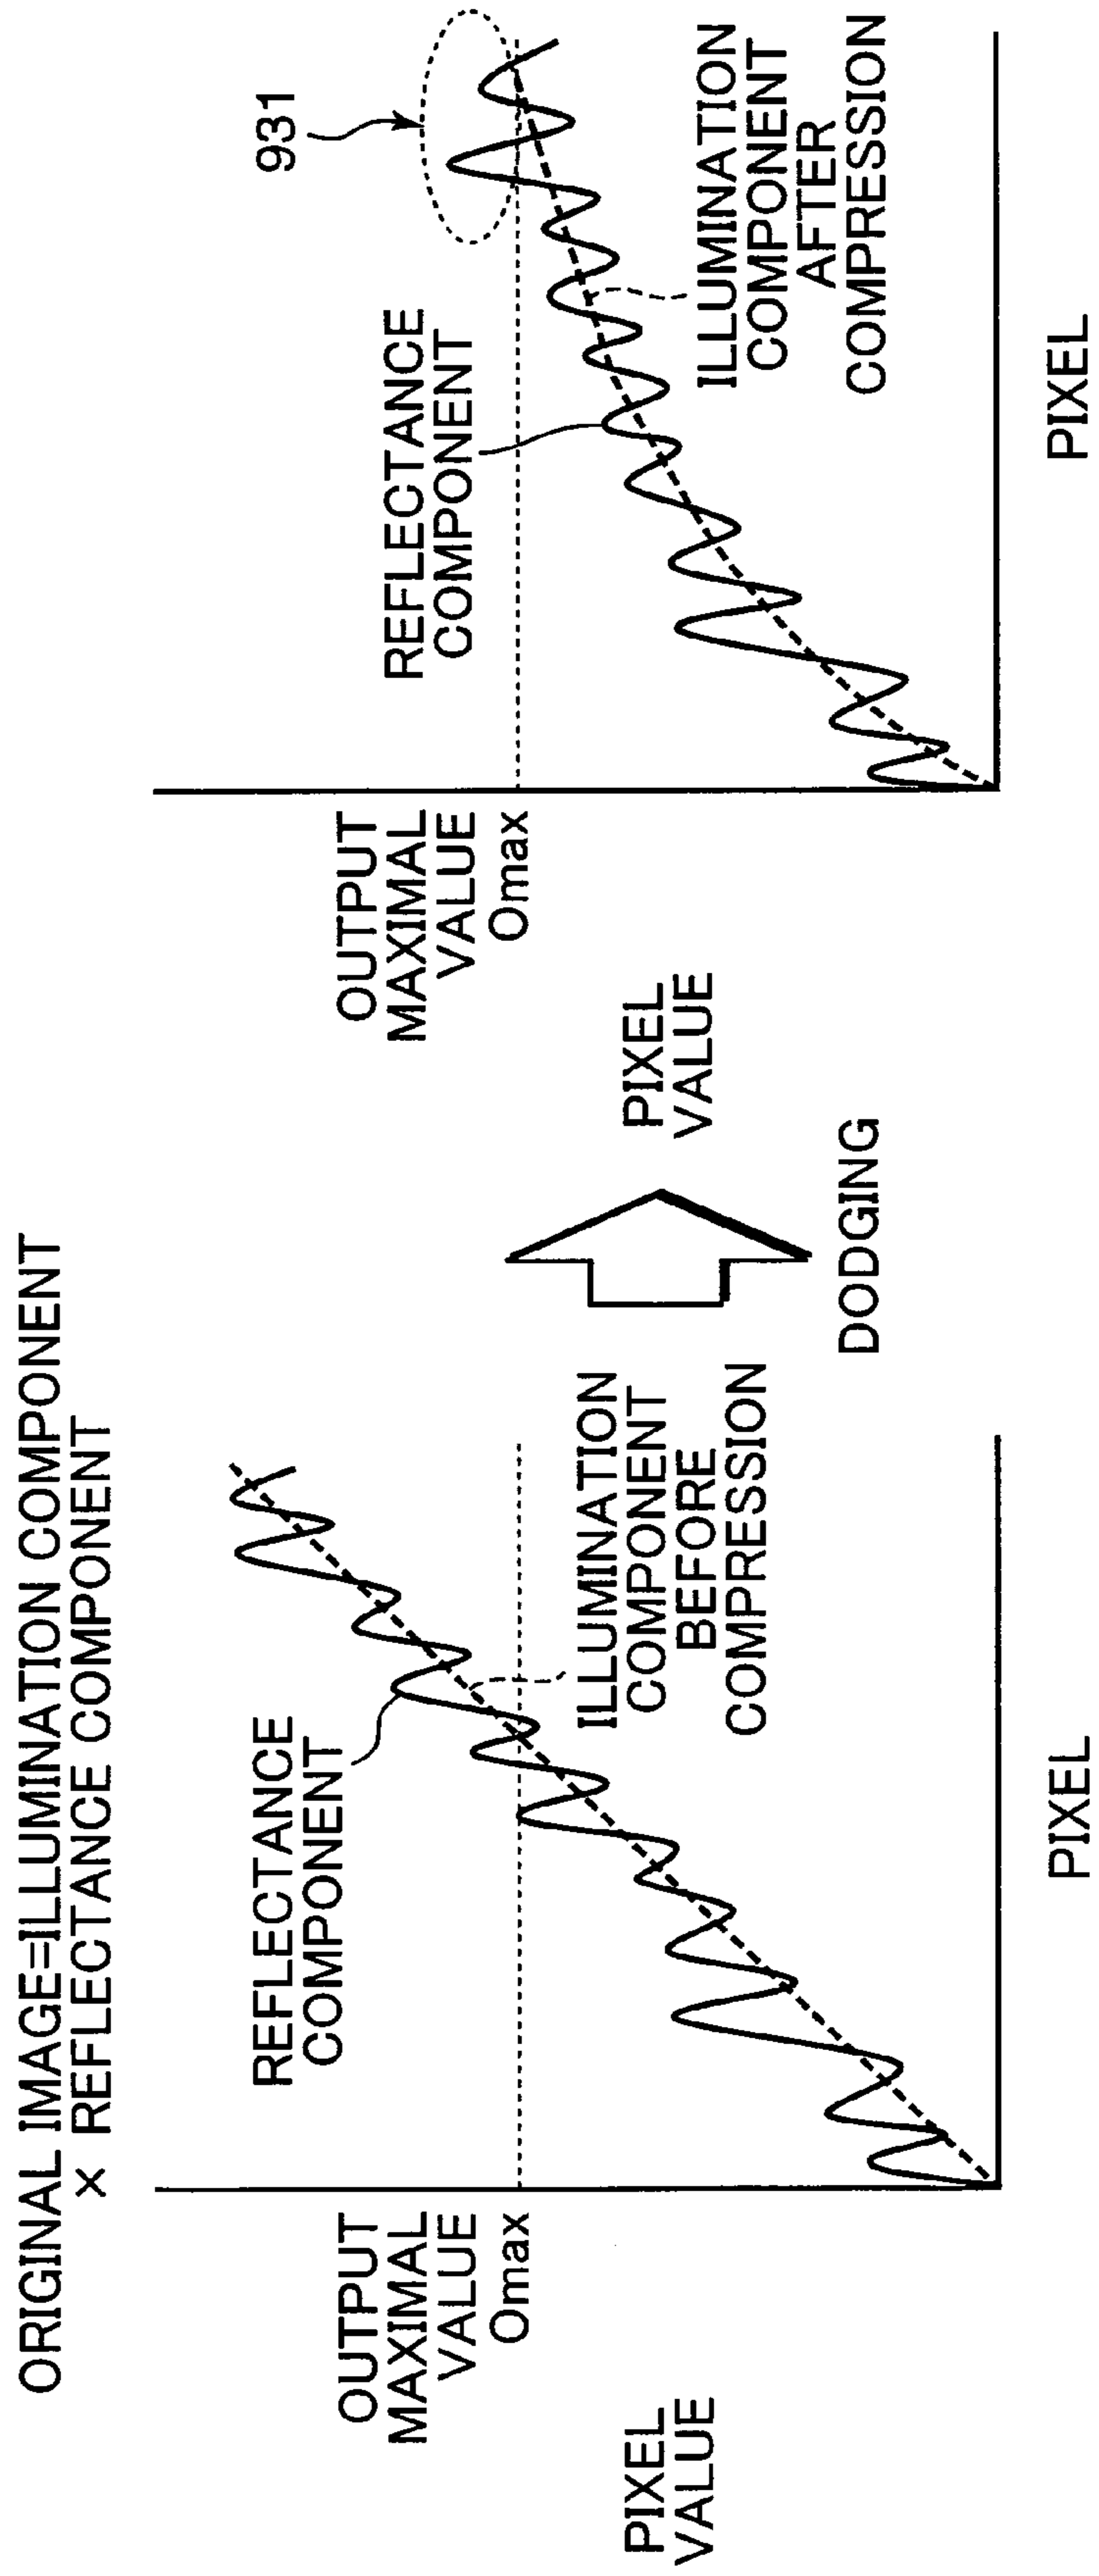 ORIGINAL IMAGE=ILLUMINATION COMPONENT
× REFLECTANCE COMPONENT
OUTPUT
MAXIMAL
VALUE
Omax
PIXEL
VALUE
REFLECTANCE
COMPONENT
ILLUMINATION
COMPONENT
BEFORE
COMPRESSION
PIXEL
DODGING
OUTPUT
MAXIMAL
VALUE
Omax
PIXEL
VALUE
REFLECTANCE
COMPONENT
931
ILLUMINATION
COMPONENT
AFTER
COMPRESSION
PIXEL